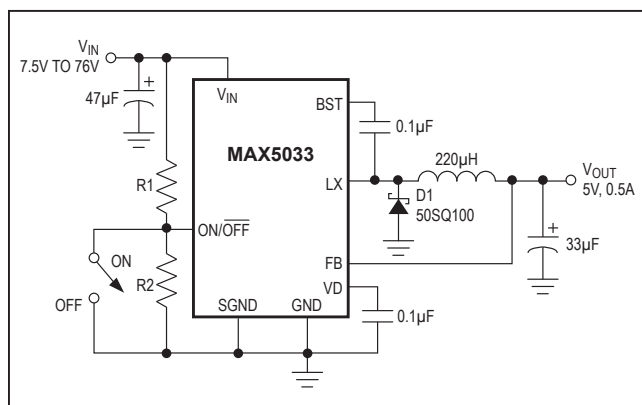 VIN
7.5V TO 76V
47µF
+
R1
ON
OFF
R2
VIN
BST
MAX5033
LX
ON/OFF
FB
VD
SGND
GND
0.1µF
220µH
D1
50SQ100
VOUT
5V, 0.5A
+
33µF
0.1µF